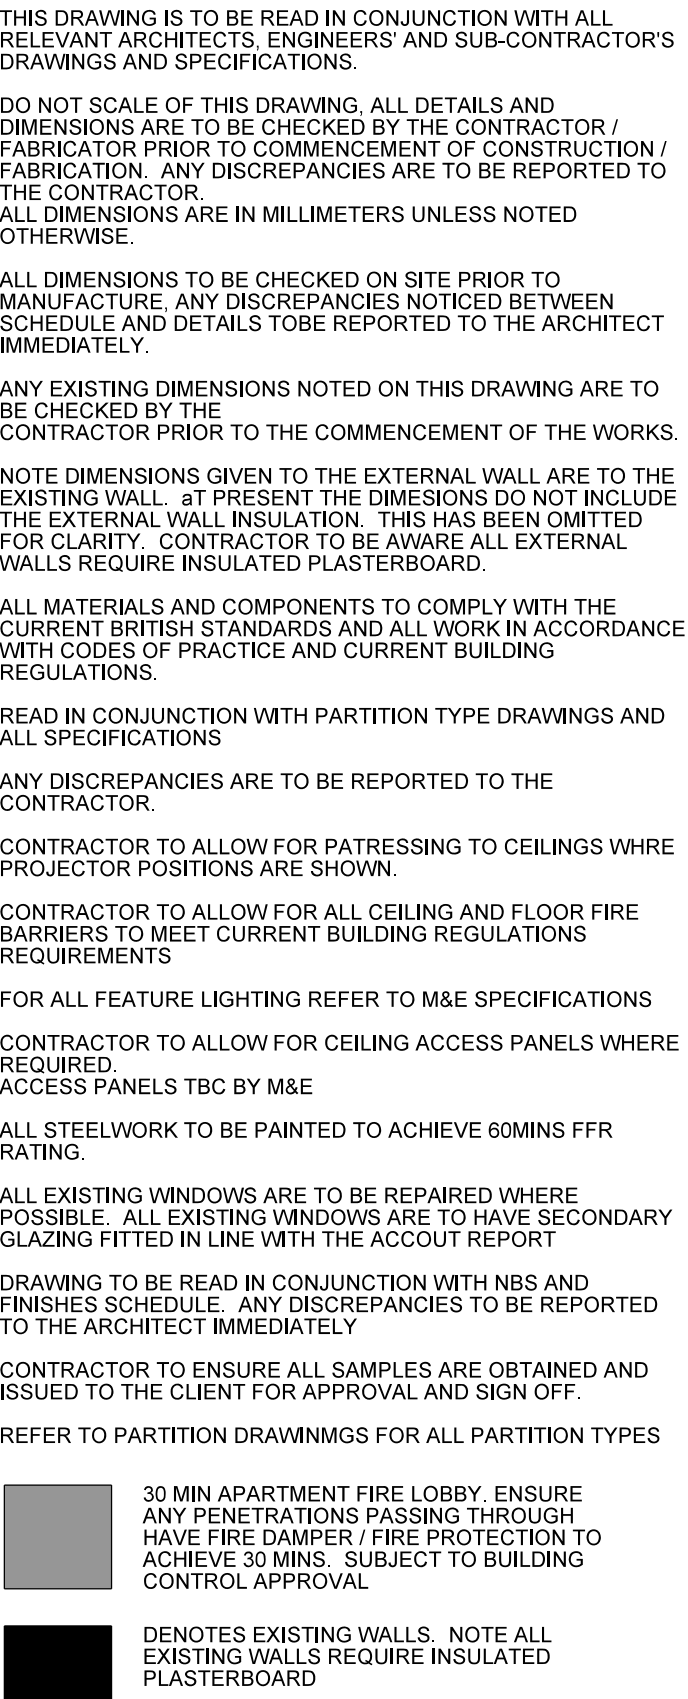 THIS DRAWING IS TO BE READ IN CONJUNCTION WITH ALL
RELEVANT ARCHITECTS, ENGINEERS' AND SUB-CONTRACTOR'S
DRAWINGS AND SPECIFICATIONS.
DO NOT SCALE OF THIS DRAWING, ALL DETAILS AND
DIMENSIONS ARE TO BE CHECKED BY THE CONTRACTOR /
FABRICATOR PRIOR TO COMMENCEMENT OF CONSTRUCTION /
FABRICATION.  ANY DISCREPANCIES ARE TO BE REPORTED TO
THE CONTRACTOR.
ALL DIMENSIONS ARE IN MILLIMETERS UNLESS NOTED
OTHERWISE.
ALL DIMENSIONS TO BE CHECKED ON SITE PRIOR TO
MANUFACTURE, ANY DISCREPANCIES NOTICED BETWEEN
SCHEDULE AND DETAILS TOBE REPORTED TO THE ARCHITECT
IMMEDIATELY.
ANY EXISTING DIMENSIONS NOTED ON THIS DRAWING ARE TO
BE CHECKED BY THE
CONTRACTOR PRIOR TO THE COMMENCEMENT OF THE WORKS.
NOTE DIMENSIONS GIVEN TO THE EXTERNAL WALL ARE TO THE
EXISTING WALL.  aT PRESENT THE DIMESIONS DO NOT INCLUDE
THE EXTERNAL WALL INSULATION.  THIS HAS BEEN OMITTED
FOR CLARITY.  CONTRACTOR TO BE AWARE ALL EXTERNAL
WALLS REQUIRE INSULATED PLASTERBOARD.
ALL MATERIALS AND COMPONENTS TO COMPLY WITH THE
CURRENT BRITISH STANDARDS AND ALL WORK IN ACCORDANCE
WITH CODES OF PRACTICE AND CURRENT BUILDING
REGULATIONS.
READ IN CONJUNCTION WITH PARTITION TYPE DRAWINGS AND
ALL SPECIFICATIONS
ANY DISCREPANCIES ARE TO BE REPORTED TO THE
CONTRACTOR.
CONTRACTOR TO ALLOW FOR PATRESSING TO CEILINGS WHRE
PROJECTOR POSITIONS ARE SHOWN.
CONTRACTOR TO ALLOW FOR ALL CEILING AND FLOOR FIRE
BARRIERS TO MEET CURRENT BUILDING REGULATIONS
REQUIREMENTS
FOR ALL FEATURE LIGHTING REFER TO M&E SPECIFICATIONS
CONTRACTOR TO ALLOW FOR CEILING ACCESS PANELS WHERE
REQUIRED.
ACCESS PANELS TBC BY M&E
ALL STEELWORK TO BE PAINTED TO ACHIEVE 60MINS FFR
RATING.
ALL EXISTING WINDOWS ARE TO BE REPAIRED WHERE
POSSIBLE.  ALL EXISTING WINDOWS ARE TO HAVE SECONDARY
GLAZING FITTED IN LINE WITH THE ACCOUT REPORT
DRAWING TO BE READ IN CONJUNCTION WITH NBS AND
FINISHES SCHEDULE.  ANY DISCREPANCIES TO BE REPORTED
TO THE ARCHITECT IMMEDIATELY
CONTRACTOR TO ENSURE ALL SAMPLES ARE OBTAINED AND
ISSUED TO THE CLIENT FOR APPROVAL AND SIGN OFF.
REFER TO PARTITION DRAWINMGS FOR ALL PARTITION TYPES
30 MIN APARTMENT FIRE LOBBY. ENSURE
ANY PENETRATIONS PASSING THROUGH
HAVE FIRE DAMPER / FIRE PROTECTION TO
ACHIEVE 30 MINS.  SUBJECT TO BUILDING
CONTROL APPROVAL
DENOTES EXISTING WALLS.  NOTE ALL
EXISTING WALLS REQUIRE INSULATED
PLASTERBOARD